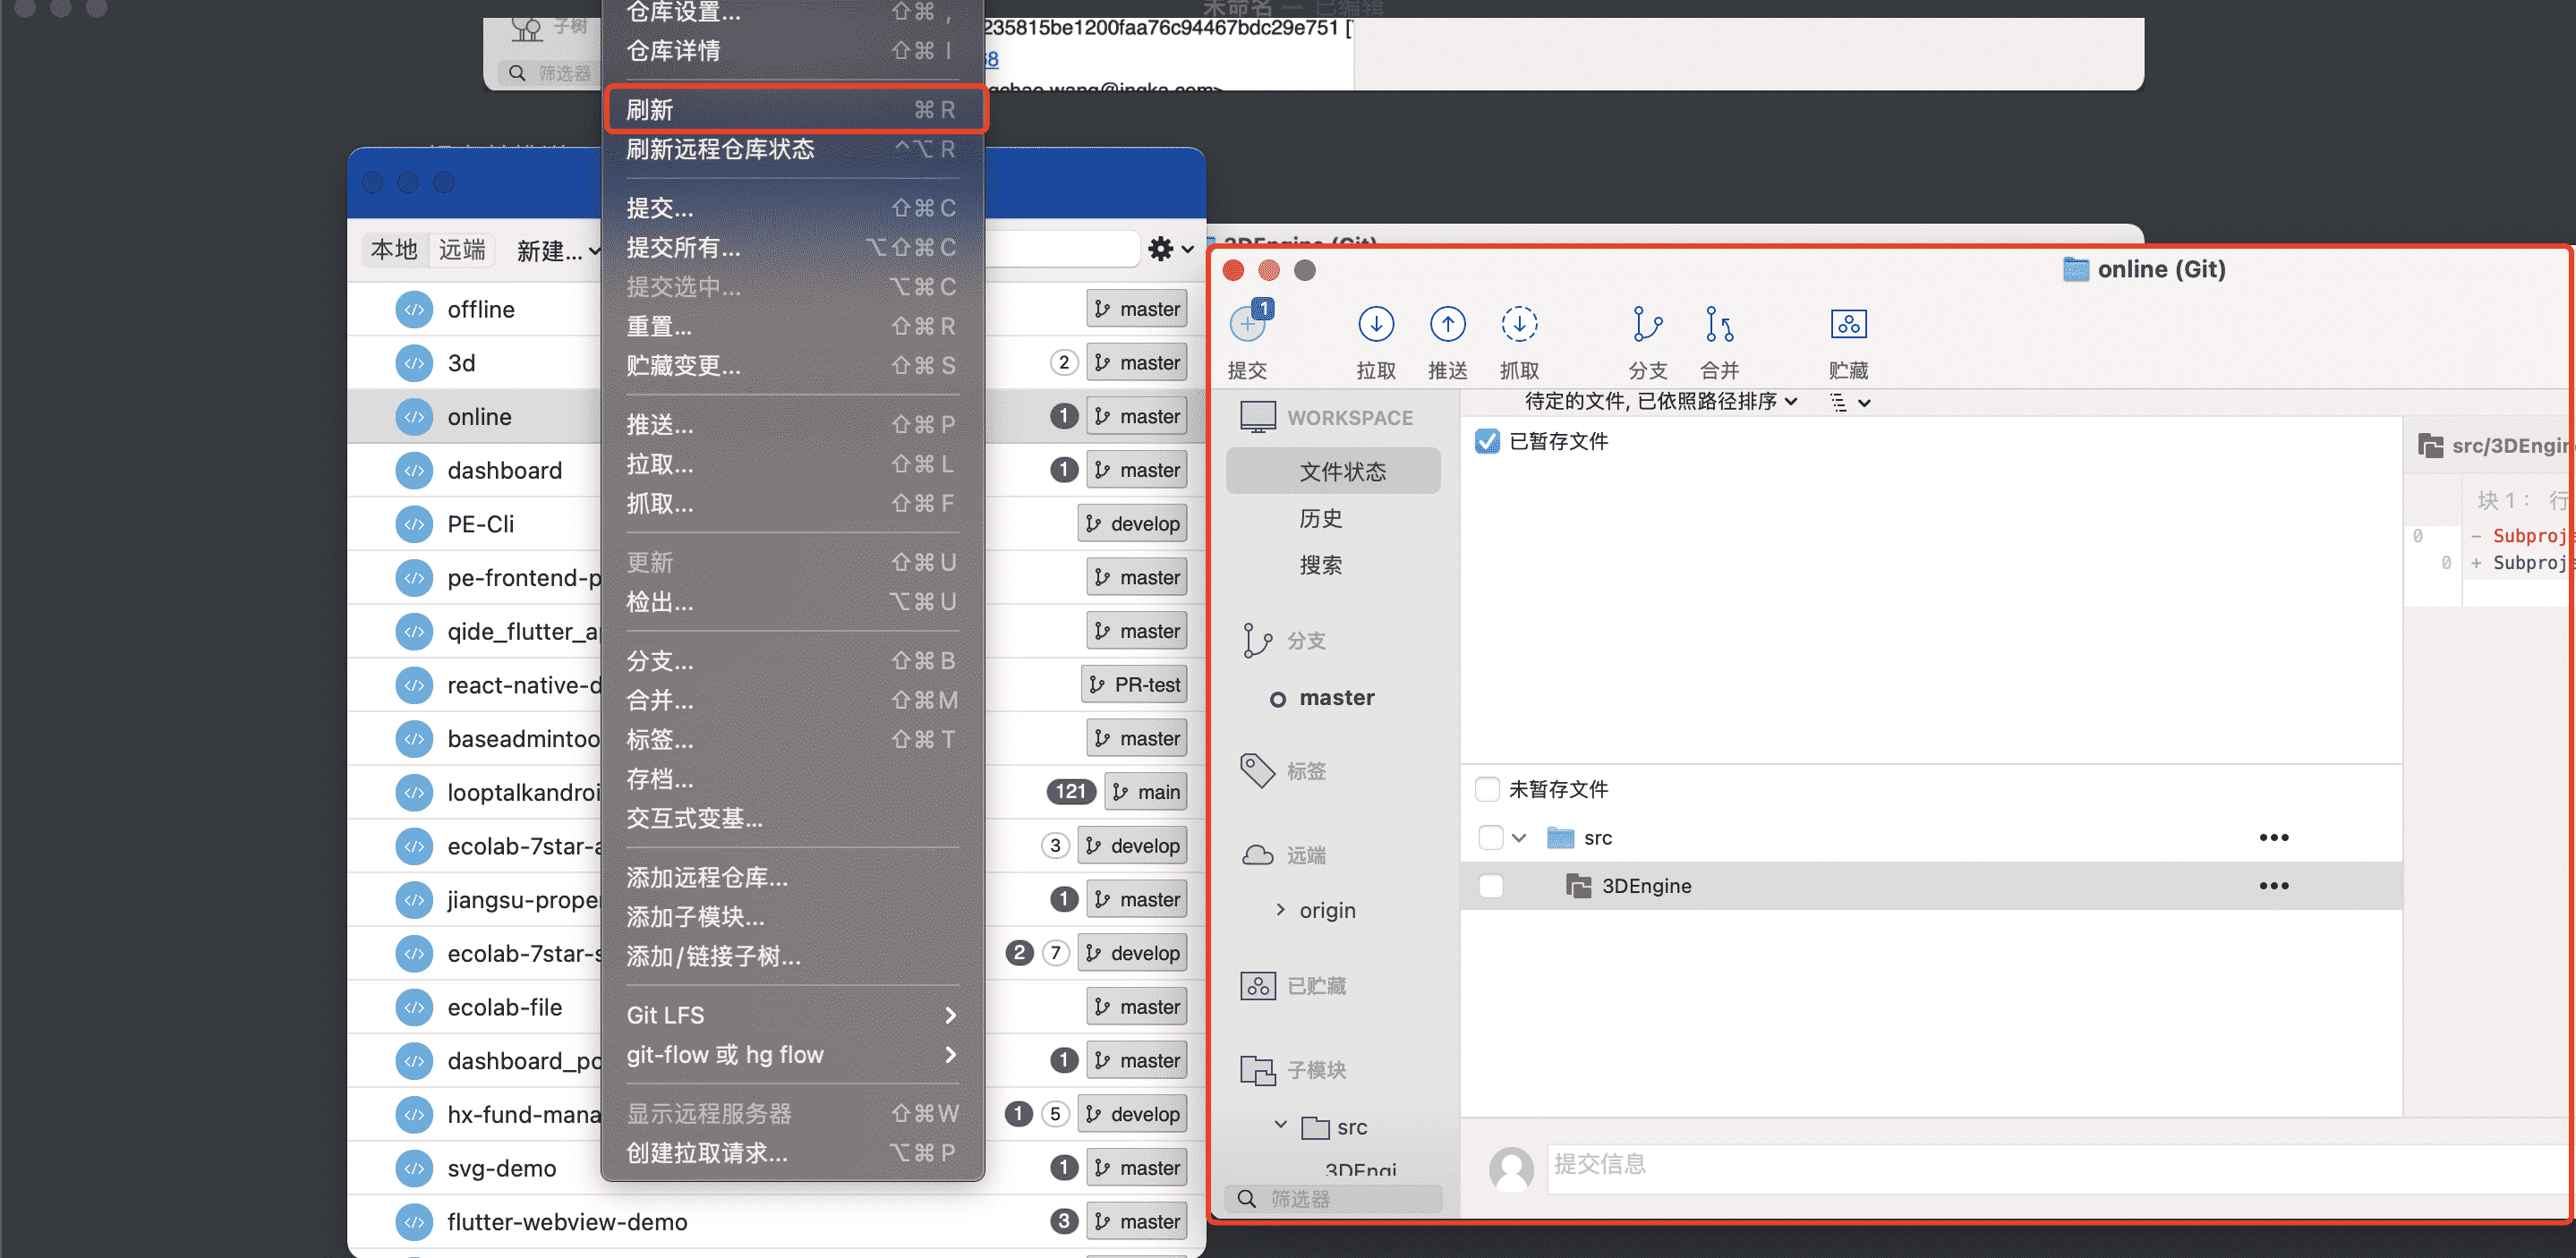 未命名 — 已编辑
子树
筛选器
235815be1200faa76c94467bdc29e751 [
gchao.wang@ingka.com>
仓库设置... ⇧⌘ ,
仓库详情 ⇧⌘ I
刷新 ⌘ R
刷新远程仓库状态 ^⌥ R
提交... ⇧⌘ C
提交所有... ⌥⇧⌘ C
提交选中... ⌥⌘ C
重置... ⇧⌘ R
贮藏变更... ⇧⌘ S
推送... ⇧⌘ P
拉取... ⇧⌘ L
抓取... ⇧⌘ F
更新 ⇧⌘ U
检出... ⌥⌘ U
分支... ⇧⌘ B
合并... ⇧⌘ M
标签... ⇧⌘ T
存档...
交互式变基...
添加远程仓库...
添加子模块...
添加/链接子树...
Git LFS
git-flow 或 hg flow
显示远程服务器 ⇧⌘ W
创建拉取请求... ⌥⌘ P
本地 远端 新建...
offline master
3d 2 master
online 1 master
dashboard 1 master
PE-Cli develop
pe-frontend-p master
qide_flutter_a master
react-native-d PR-test
baseadmintoo master
looptalkandroi 121 main
ecolab-7star-a 3 develop
jiangsu-proper 1 master
ecolab-7star-s 2 7 develop
ecolab-file master
dashboard_po 1 master
hx-fund-mana 1 5 develop
svg-demo 1 master
flutter-webview-demo 3 master
3DEngine (Git)
online (Git)
1
提交 拉取 推送 抓取 分支 合并 贮藏
WORKSPACE
文件状态
历史
搜索
分支
master
标签
远端
origin
已贮藏
子模块
src
3DEngi
筛选器
待定的文件, 已依照路径排序
已暂存文件
未暂存文件
src
3DEngine
提交信息
src/3DEngin
块 1： 行
0 - Subproj
0 + Subproj